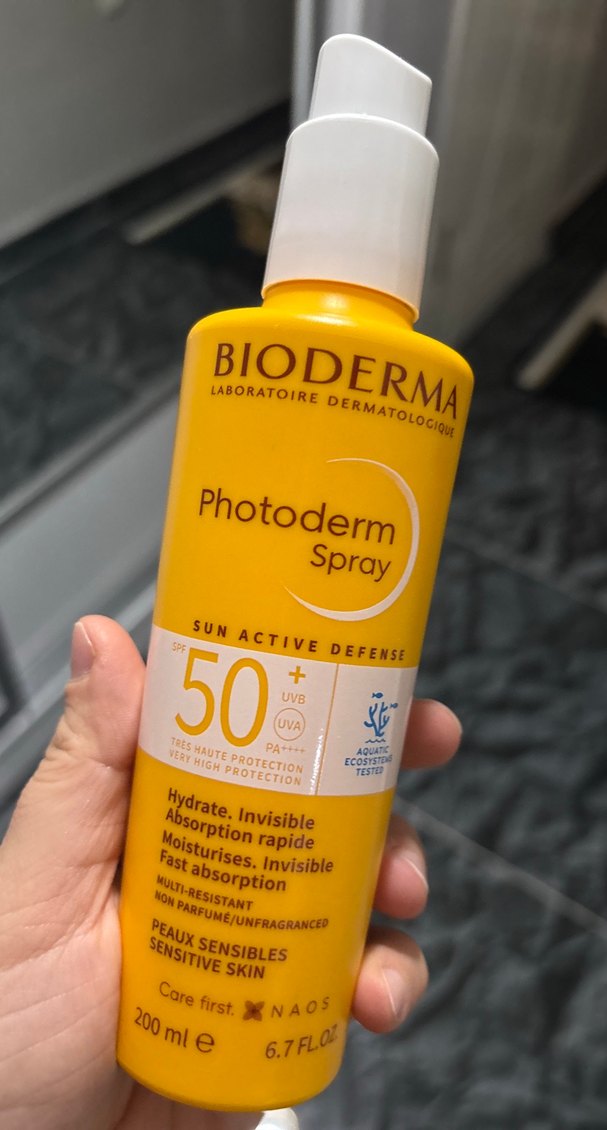 BIODERMA
LABORATOIRE DERMATOLOGIQUE
Photoderm
Spray
SUN ACTIVE DEFENSE
SPF 50+
UVB
UVA
PA++++
TRÈS HAUTE PROTECTION
VERY HIGH PROTECTION
AQUATIC
ECOSYSTEMS
TESTED
Hydrate. Invisible
Absorption rapide
Moisturises. Invisible
Fast absorption
MULTI-RESISTANT
NON PARFUMÉ/UNFRAGRANCED
PEAUX SENSIBLES
SENSITIVE SKIN
Care first. NAOS
200 ml e 6.7 FL.OZ.